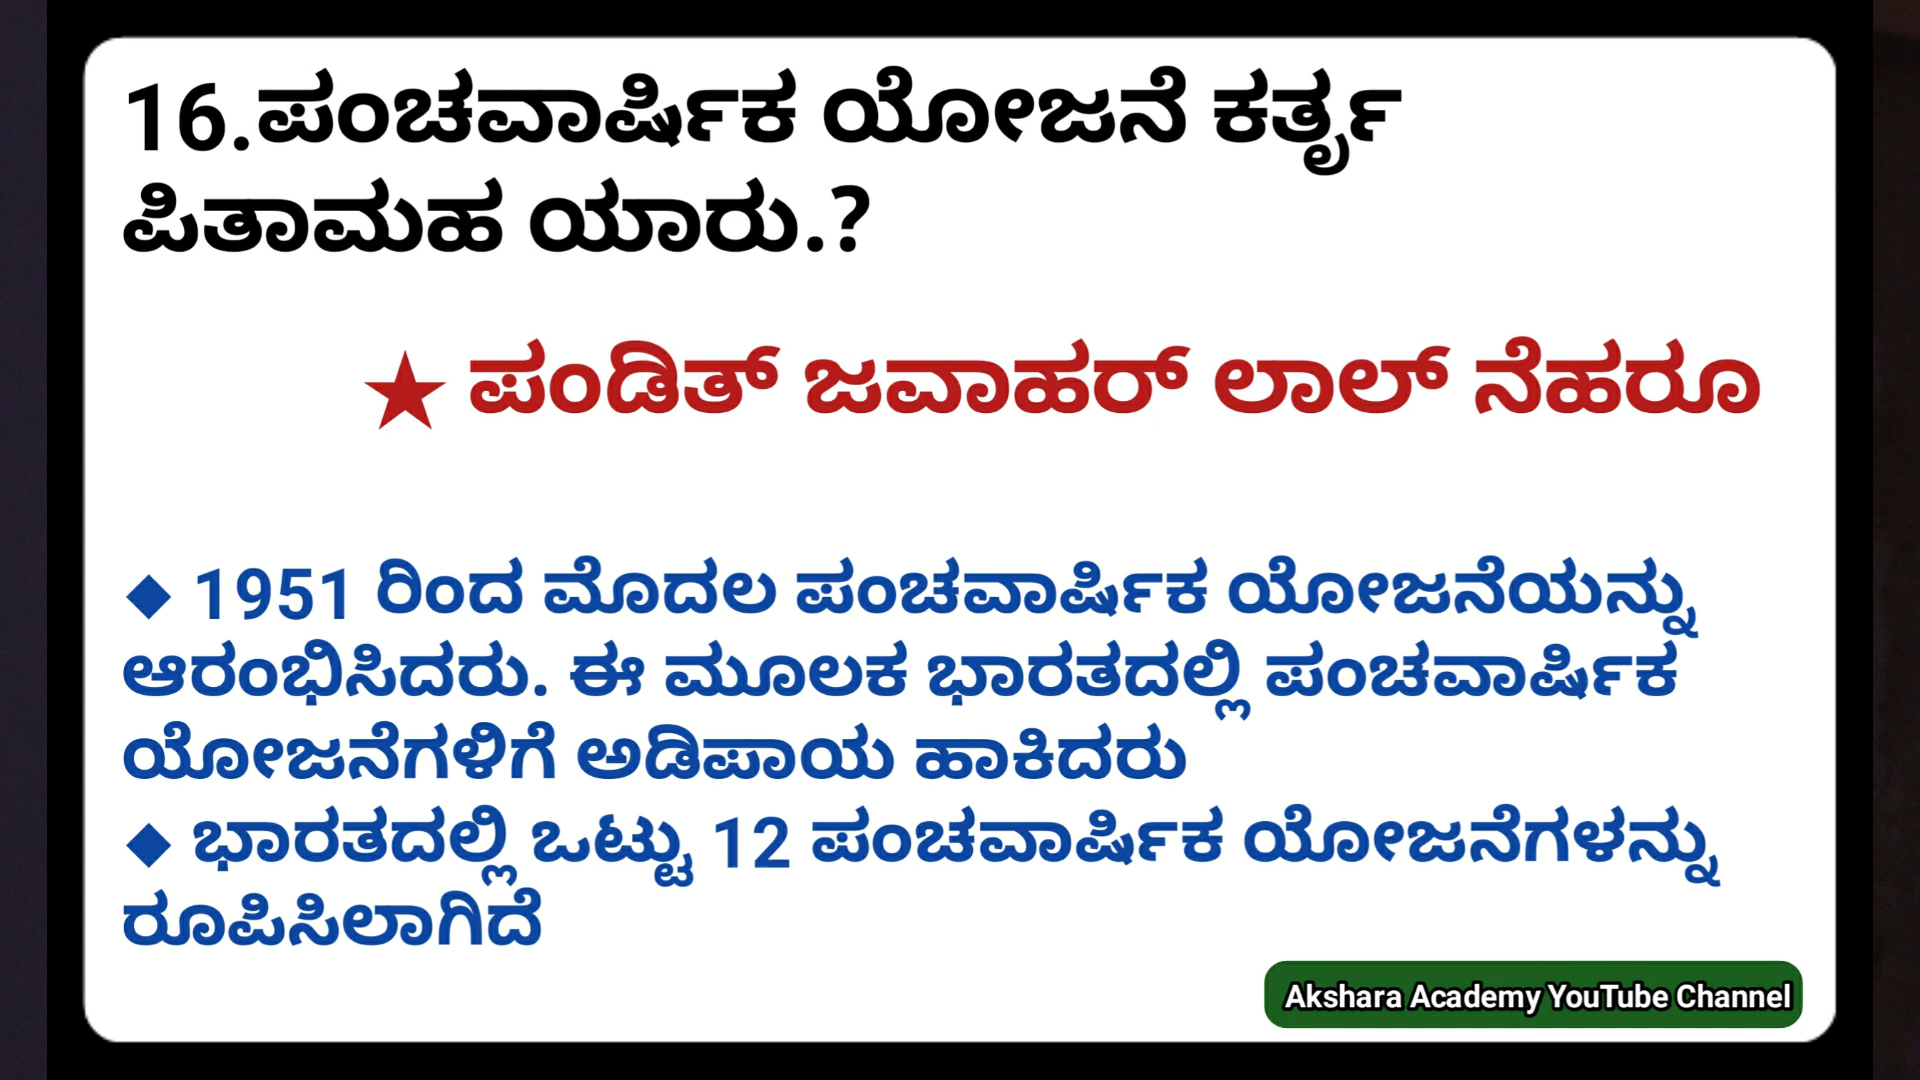 16.ಪಂಚವಾರ್ಷಿಕ ಯೋಜನೆ ಕರ್ತೃ
ಪಿತಾಮಹ ಯಾರು.?
★ ಪಂಡಿತ್ ಜವಾಹರ್ ಲಾಲ್ ನೆಹರೂ
◆ 1951 ರಿಂದ ಮೊದಲ ಪಂಚವಾರ್ಷಿಕ ಯೋಜನೆಯನ್ನು
ಆರಂಭಿಸಿದರು. ಈ ಮೂಲಕ ಭಾರತದಲ್ಲಿ ಪಂಚವಾರ್ಷಿಕ
ಯೋಜನೆಗಳಿಗೆ ಅಡಿಪಾಯ ಹಾಕಿದರು
◆ ಭಾರತದಲ್ಲಿ ಒಟ್ಟು 12 ಪಂಚವಾರ್ಷಿಕ ಯೋಜನೆಗಳನ್ನು
ರೂಪಿಸಿಲಾಗಿದೆ
Akshara Academy YouTube Channel